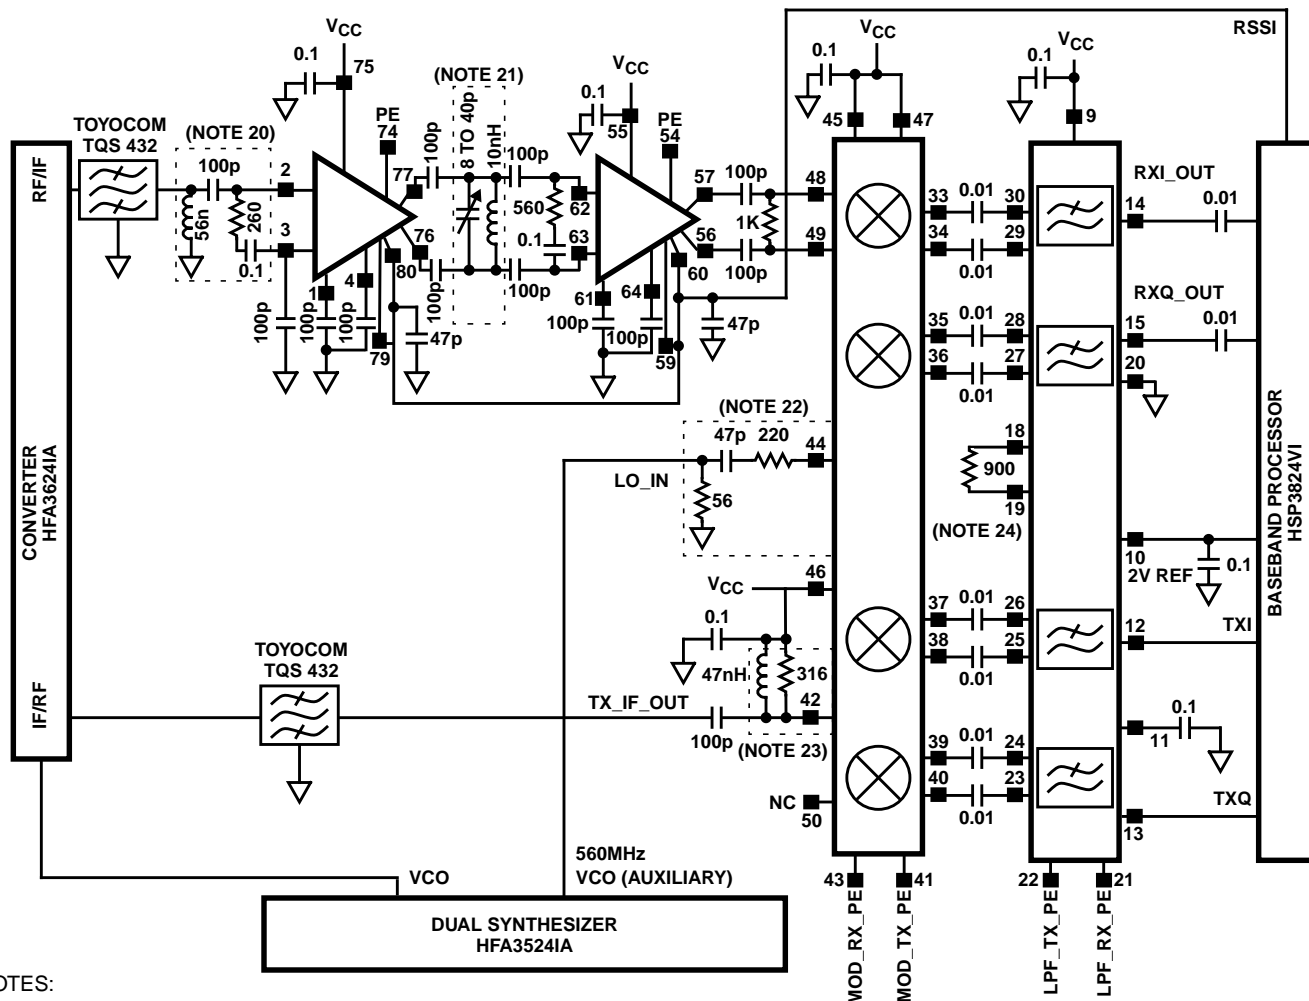 VCC
0.1
75
TOYOCOM
TQS 432
(NOTE 20)
100p
2
3
56n
260
0.1
PE
74
77
76
80
1
4
79
100p
100p
100p
47p
100p
100p
(NOTE 21)
8 TO 40p
10nH
100p
100p
560
0.1
VCC
0.1
55
PE
54
62
63
57
56
60
61
64
59
100p
100p
100p
100p
1K
47p
48
49
VCC
0.1
45
47
VCC
0.1
9
RSSI
RF/IF
CONVERTER
HFA3624IA
IF/RF
33
0.01
30
34
0.01
29
35
0.01
28
36
0.01
27
RXI_OUT
14
0.01
RXQ_OUT
15
0.01
20
18
900
19
(NOTE 24)
(NOTE 22)
47p
220
44
LO_IN
56
10
2V REF
0.1
BASEBAND PROCESSOR
HSP3824VI
VCC
46
0.1
47nH
316
42
TX_IF_OUT
100p
(NOTE 23)
TOYOCOM
TQS 432
37
0.01
26
38
0.01
25
39
0.01
24
40
0.01
23
TXI
12
0.1
11
TXQ
13
NC
50
43
41
MOD_RX_PE
MOD_TX_PE
22
21
LPF_TX_PE
LPF_RX_PE
VCO
560MHz
VCO (AUXILIARY)
DUAL SYNTHESIZER
HFA3524IA
OTES: